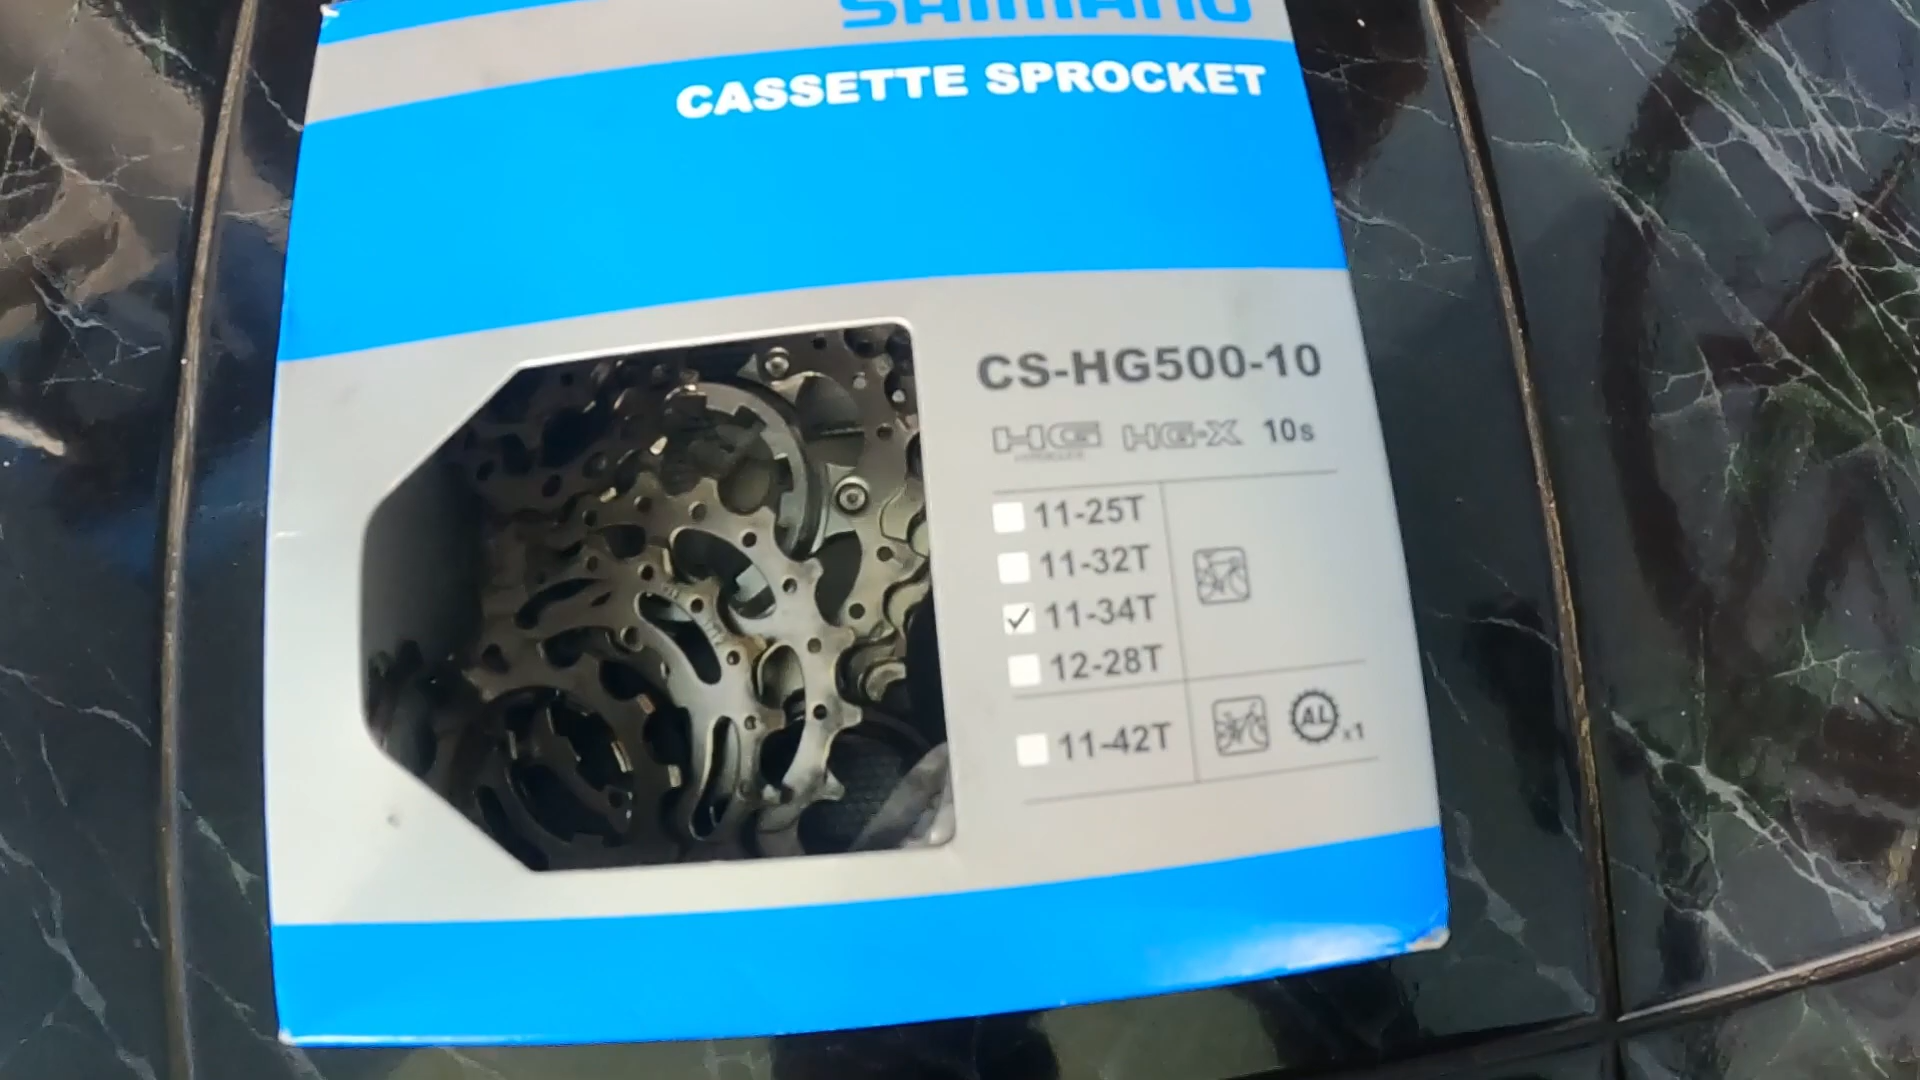 SHIMANO
CASSETTE SPROCKET
CS-HG500-10
HG HG-X 10s
11-25T
11-32T
11-34T
12-28T
11-42T AL x1